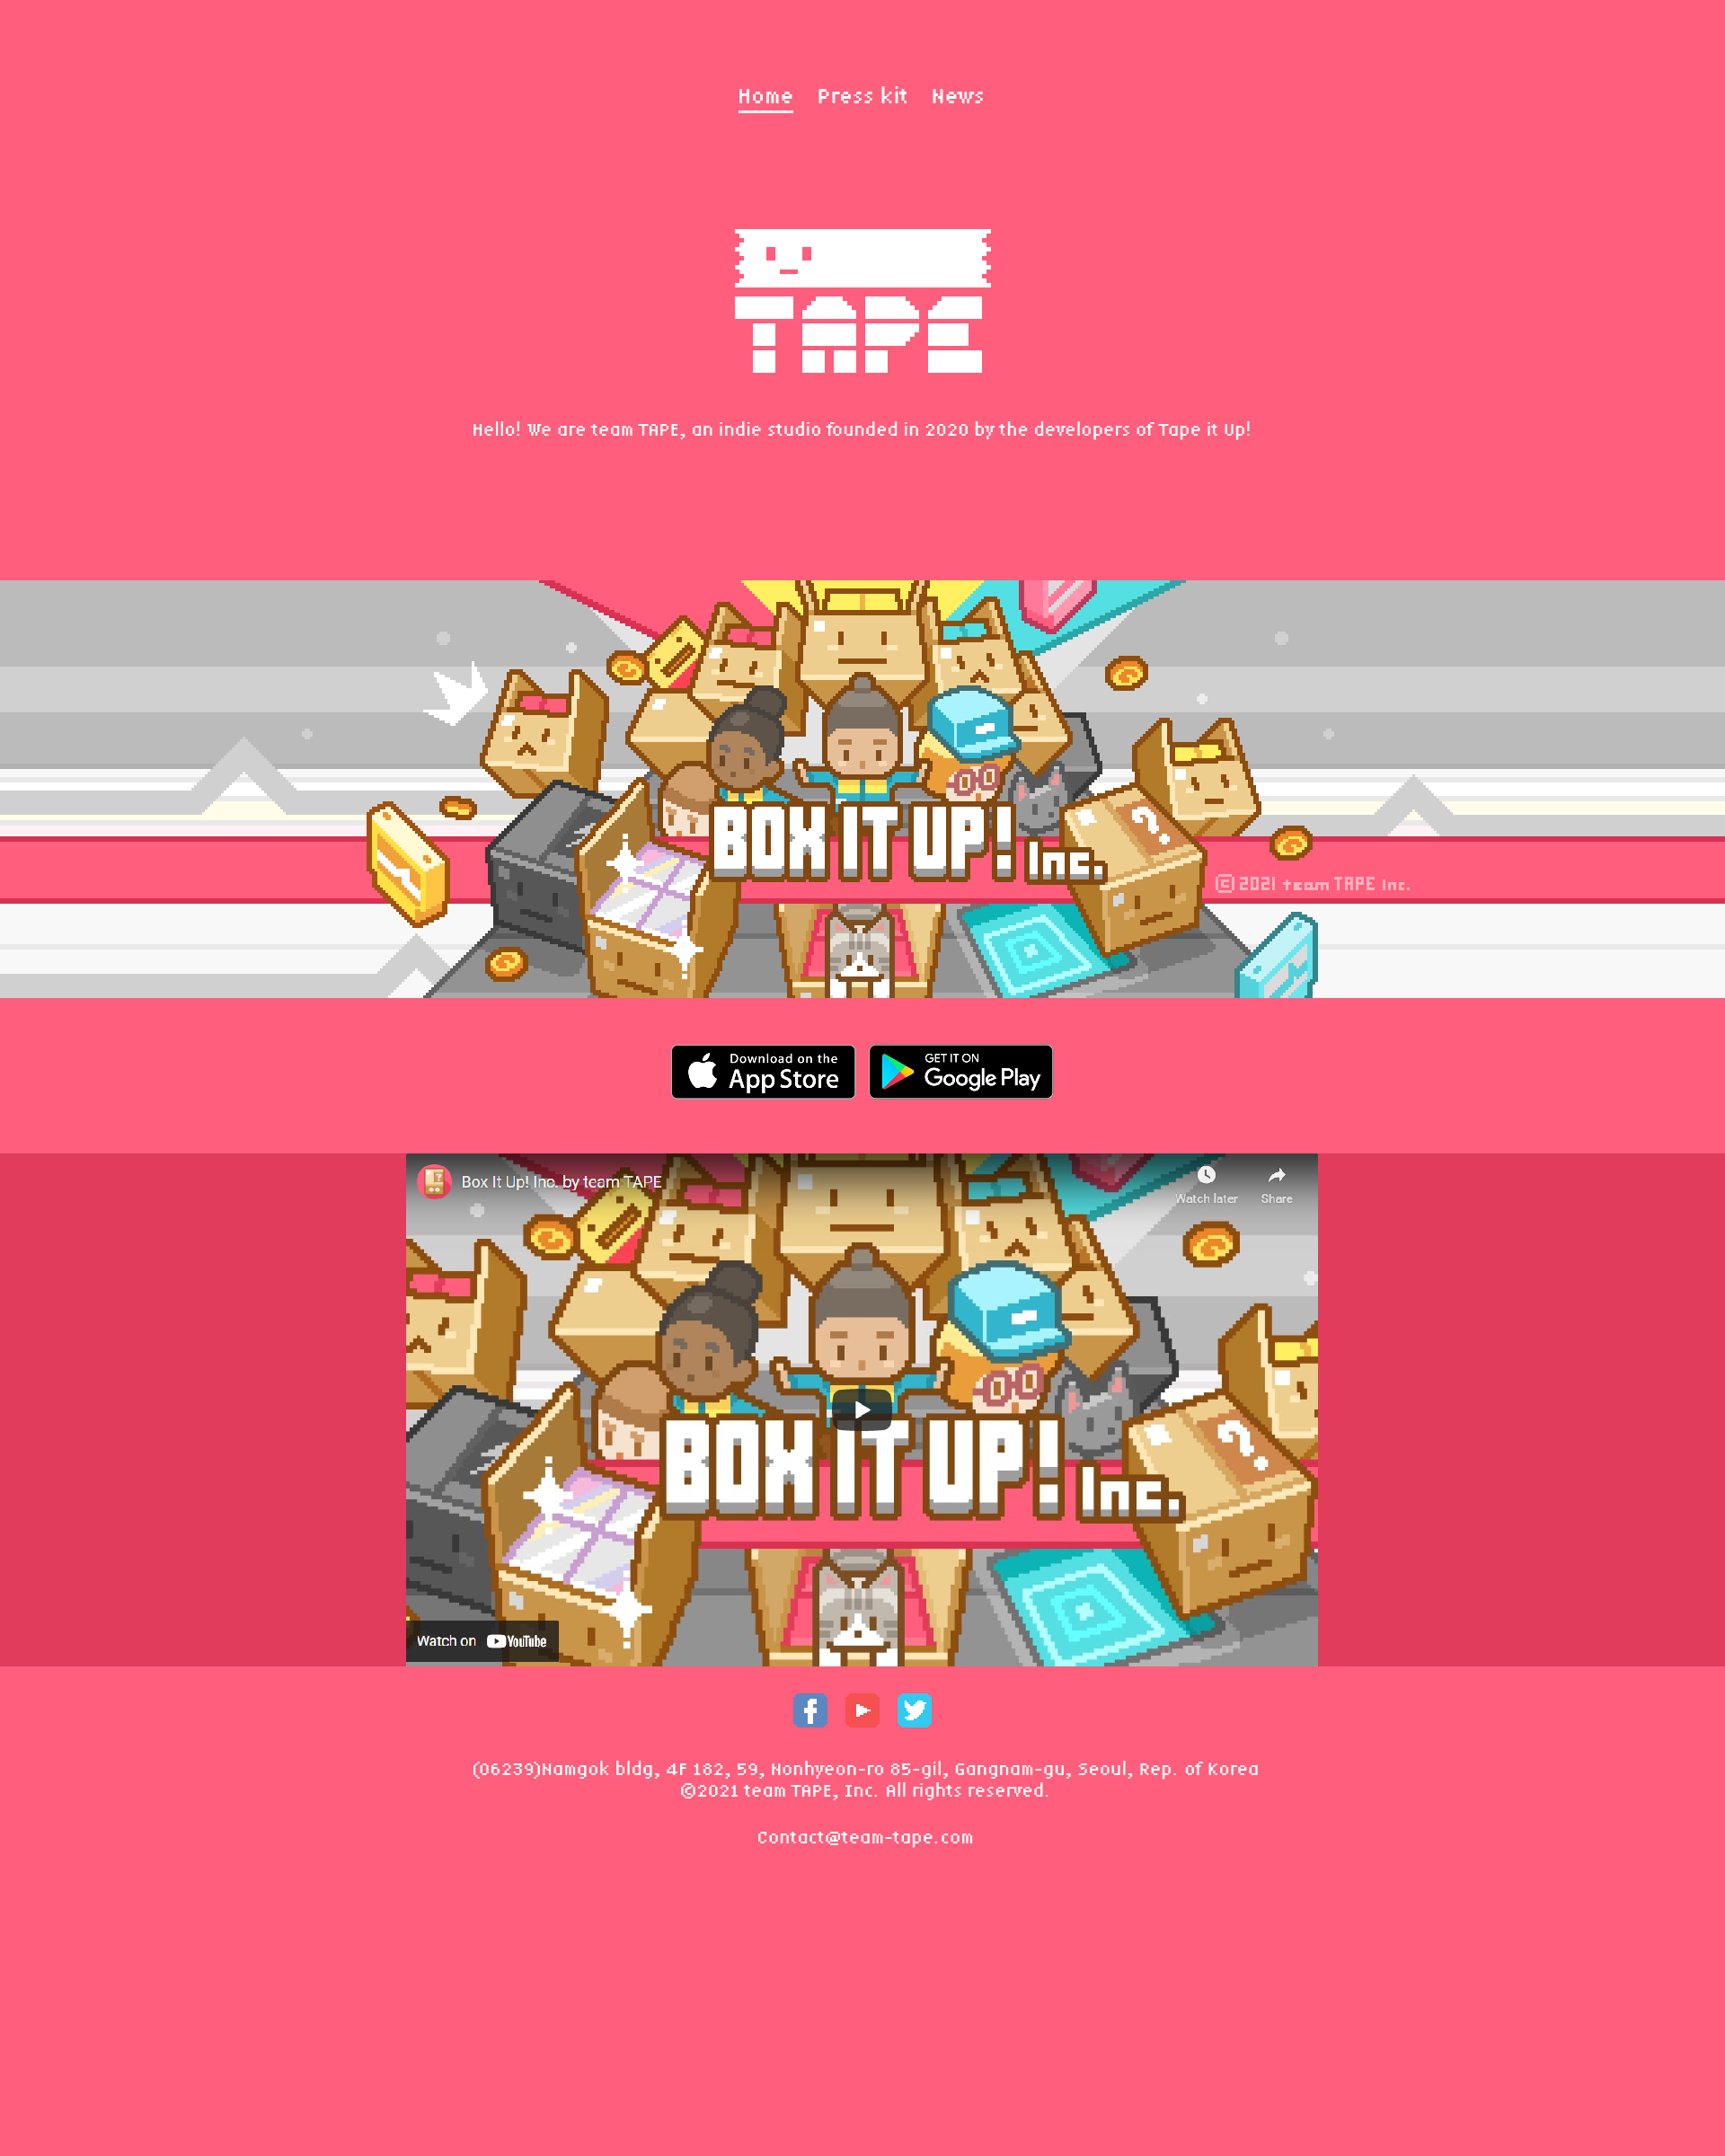 Home Press kit News
TAPE
Hello! We are team TAPE, an indie studio founded in 2020 by the developers of Tape it Up!
BOX IT UP! Inc.
© 2021 team TAPE Inc.
Download on the
App Store
GET IT ON
Google Play
Box It Up! Inc. by team TAPE
Watch later Share
BOX IT UP! Inc.
Watch on YouTube
(06239)Namgok bldg, 4F 182, 59, Nonhyeon-ro 85-gil, Gangnam-gu, Seoul, Rep. of Korea
©2021 team TAPE, Inc. All rights reserved.
Contact@team-tape.com